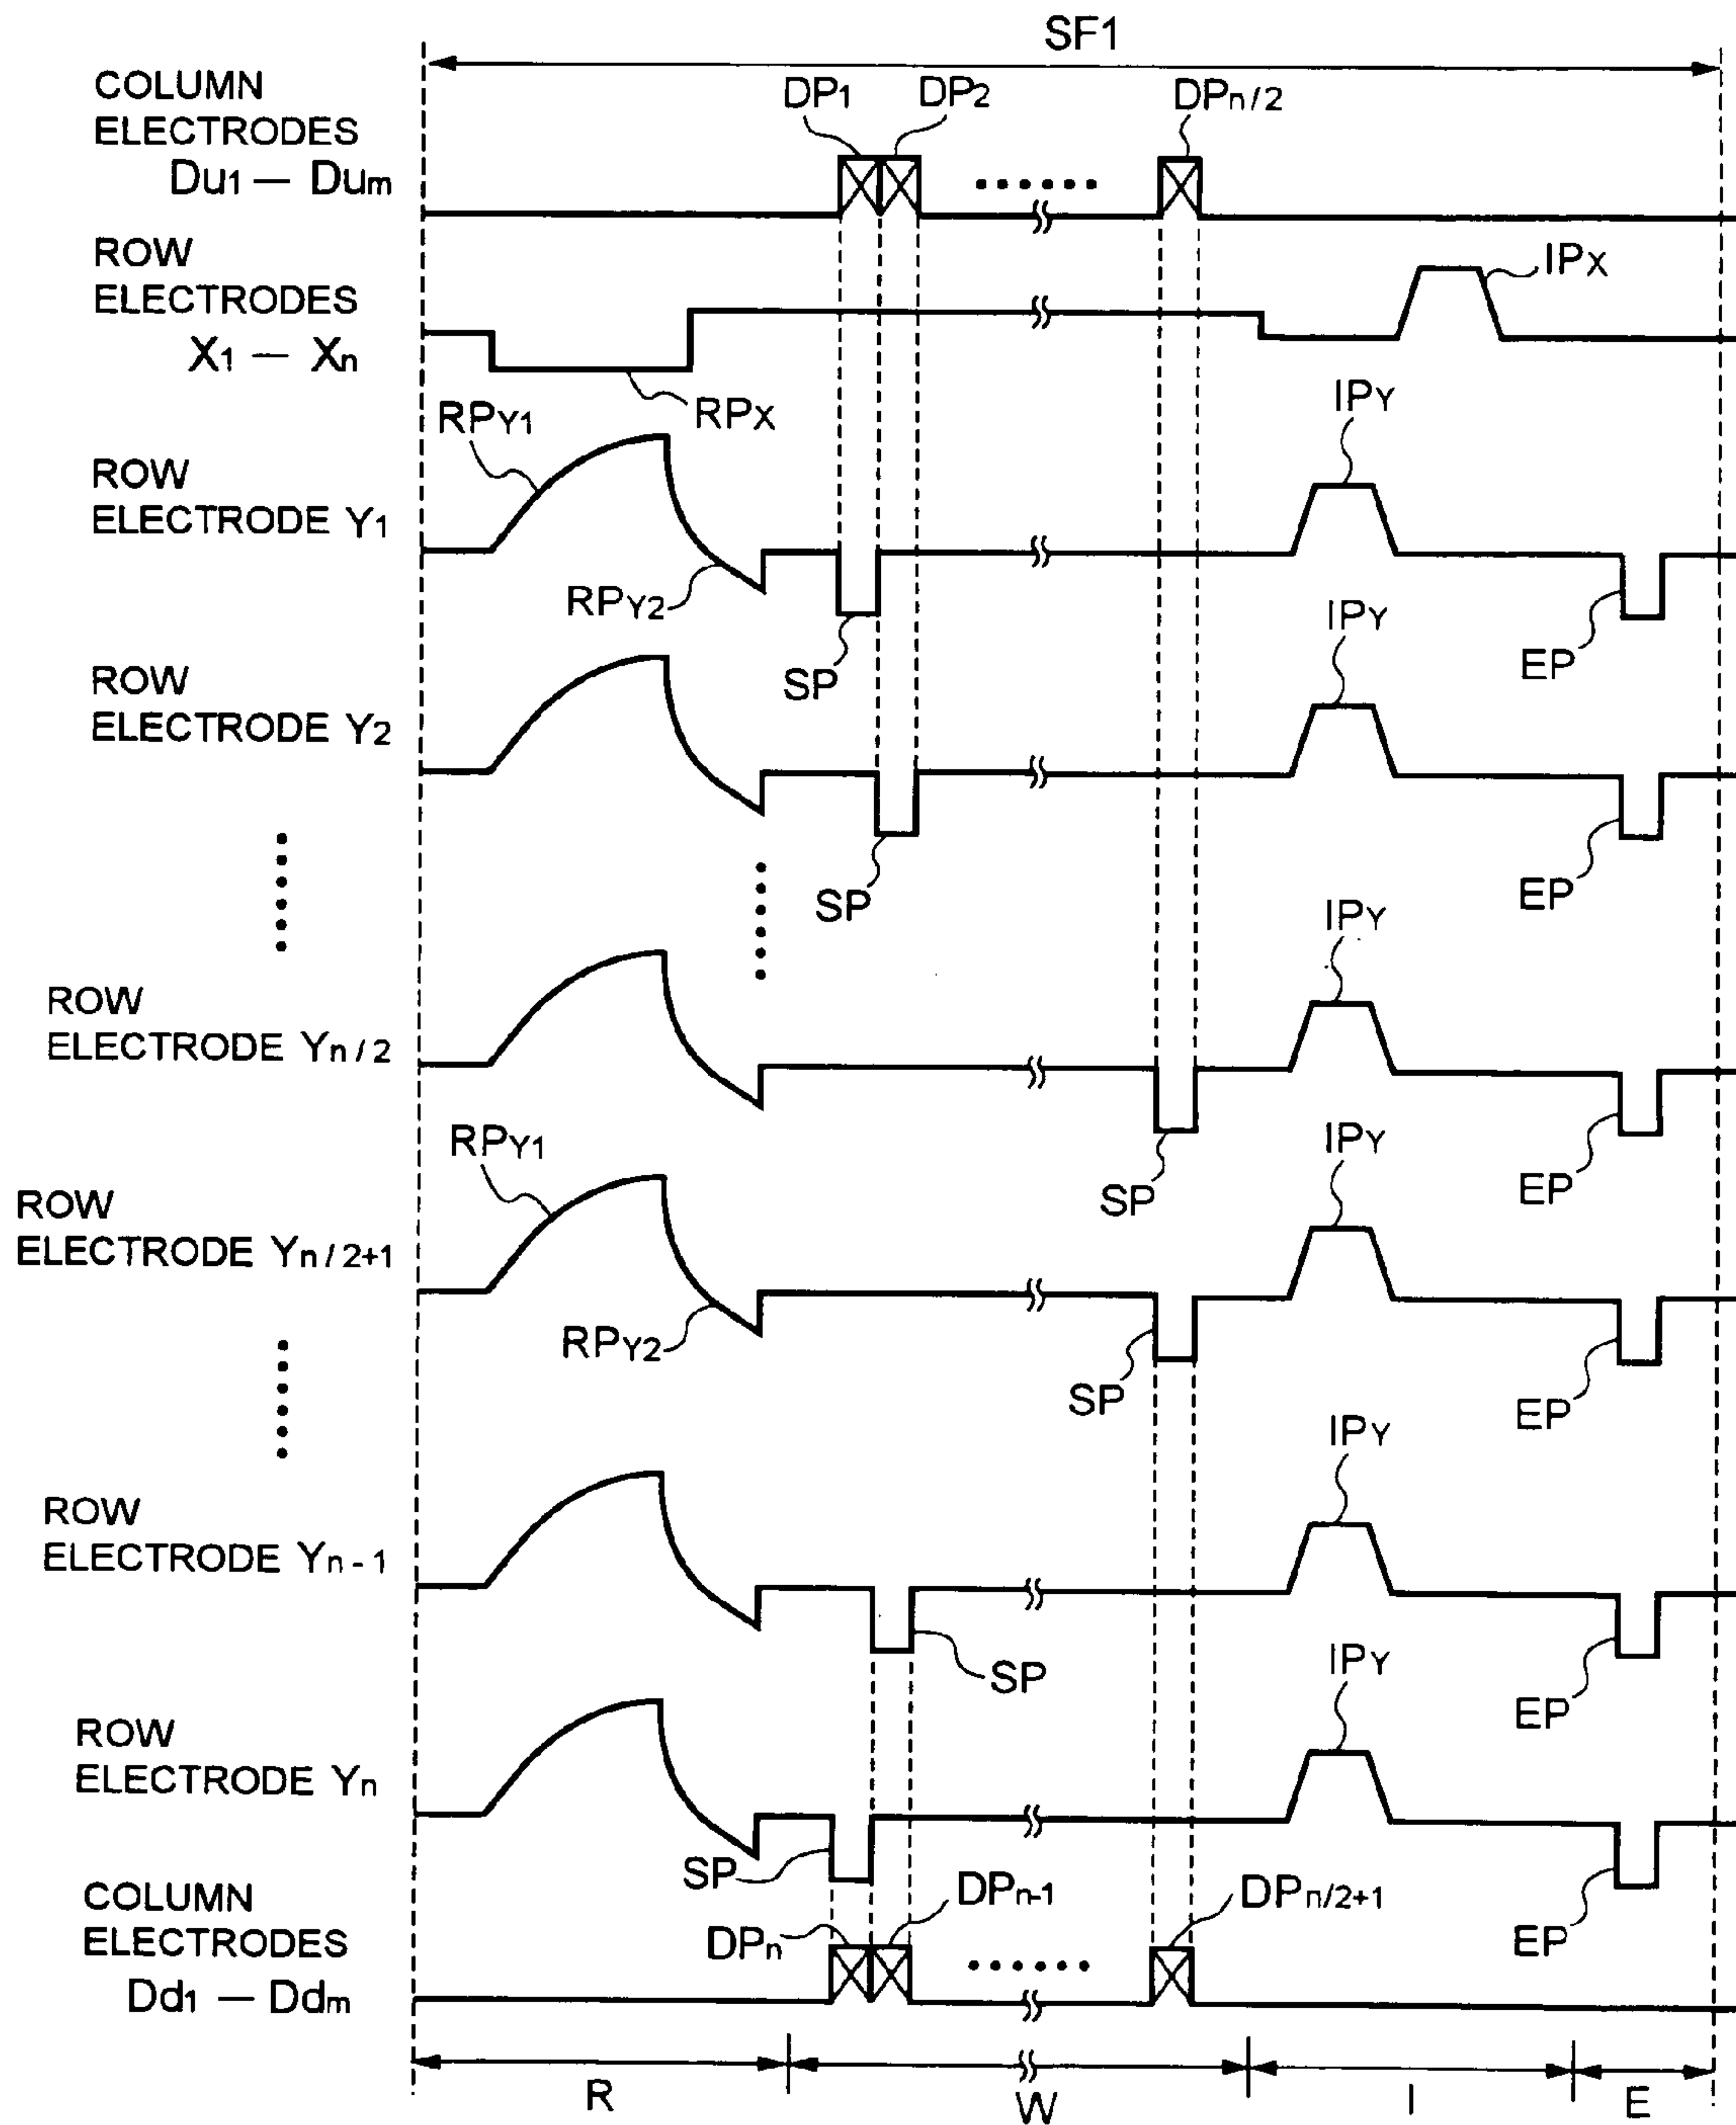 SF1
COLUMN
ELECTRODES
Du1 — Dum
DP1
DP2
DPn/2
ROW
ELECTRODES
X1 — Xn
IPX
RPX
RPY1
IPY
ROW
ELECTRODE Y1
RPY2
SP
IPY
EP
ROW
ELECTRODE Y2
SP
EP
IPY
ROW
ELECTRODE Yn/2
RPY1
IPY
SP
EP
ROW
ELECTRODE Yn/2+1
RPY2
SP
EP
IPY
ROW
ELECTRODE Yn-1
SP
IPY
EP
ROW
ELECTRODE Yn
SP
DPn-1
DPn/2+1
COLUMN
ELECTRODES
Dd1 — Ddm
DPn
EP
R
W
I
E